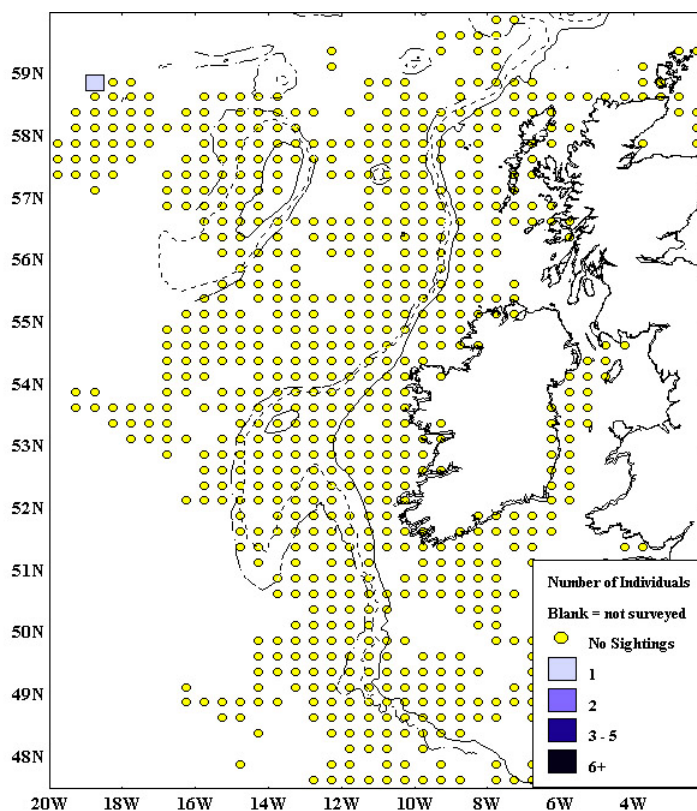 59N
58N
57N
56N
55N
54N
53N
52N
51N
50N
49N
48N
Number of Individuals
Blank = not surveyed
No Sightings
1
2
3 - 5
6+
20W 18W 16W 14W 12W 10W 8W 6W 4W